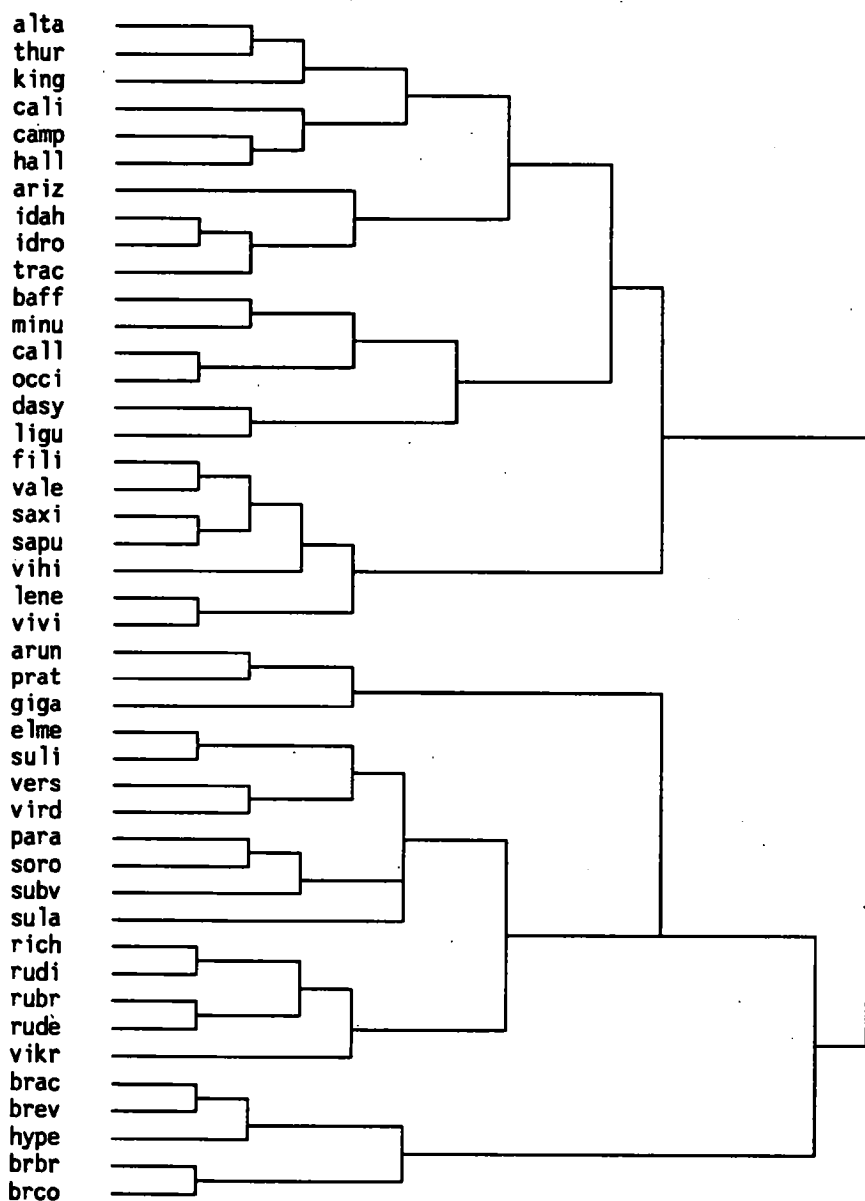 alta
thur
king
cali
camp
hall
ariz
idah
idro
trac
baff
minu
call
occi
dasy
ligu
fili
vale
saxi
sapu
vihi
lene
vivi
arun
prat
giga
elme
suli
vers
vird
para
soro
subv
sula
rich
rudi
rubr
rude
vikr
brac
brev
hype
brbr
brco